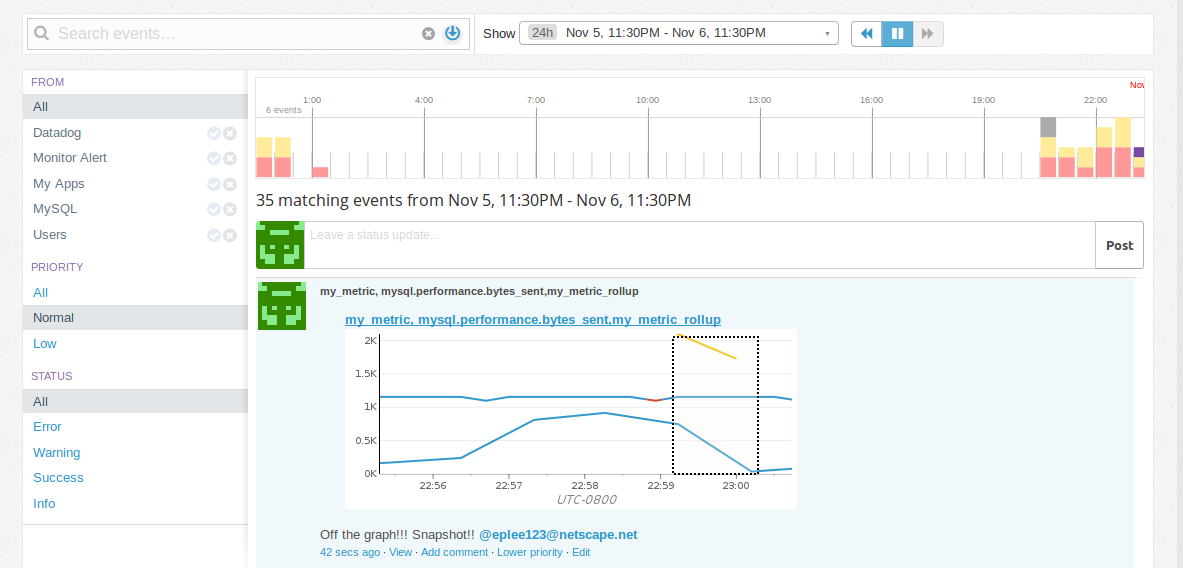 Search events…
Show 24h Nov 5, 11:30PM - Nov 6, 11:30PM
FROM
All
Datadog
Monitor Alert
My Apps
MySQL
Users
PRIORITY
All
Normal
Low
STATUS
All
Error
Warning
Success
Info
Now
1:00 4:00 7:00 10:00 13:00 16:00 19:00 22:00
6 events
35 matching events from Nov 5, 11:30PM - Nov 6, 11:30PM
Leave a status update...
Post
my_metric, mysql.performance.bytes_sent,my_metric_rollup
my_metric, mysql.performance.bytes_sent,my_metric_rollup
2K
1.5K
1K
0.5K
0K
22:56 22:57 22:58 22:59 23:00
UTC-0800
Off the graph!!! Snapshot!! @eplee123@netscape.net
42 secs ago · View · Add comment · Lower priority · Edit